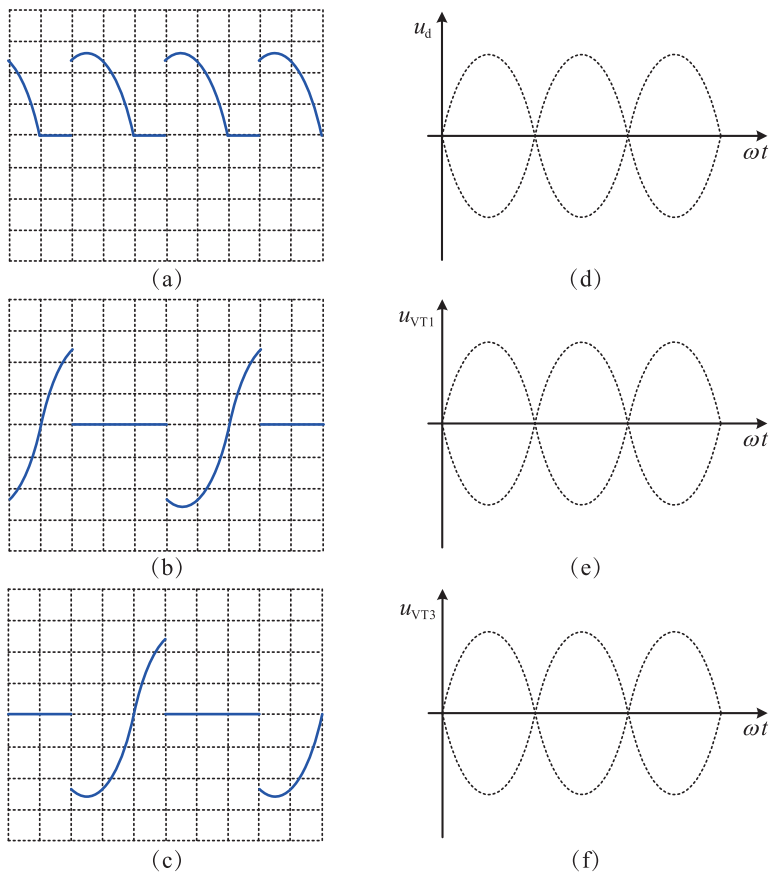 u_d
ωt
(a)
(d)
u_VT1
ωt
(b)
(e)
u_VT3
ωt
(c)
(f)